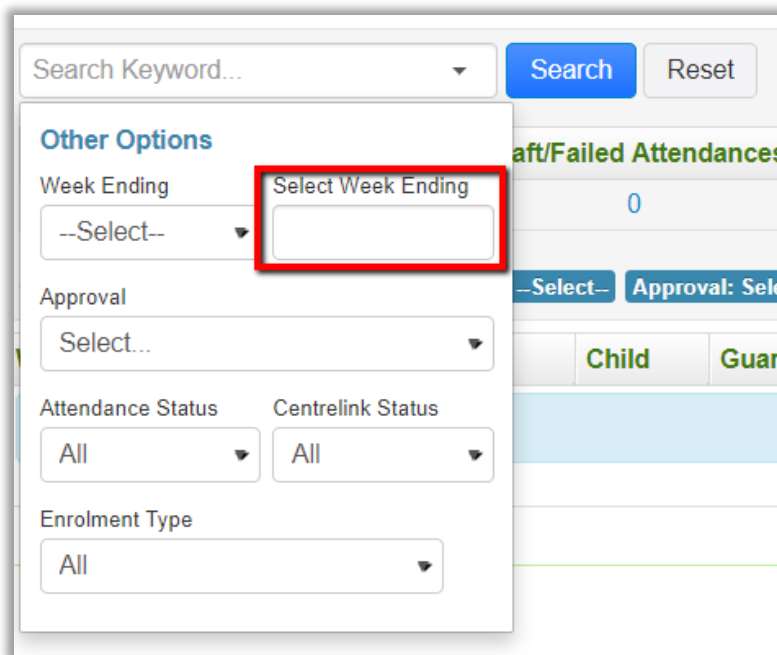 Search Keyword...
Search
Reset
Other Options
Week Ending
Select Week Ending
--Select--
Approval
Select...
Attendance Status
Centrelink Status
All
All
Enrolment Type
All
aft/Failed Attendances
0
--Select--
Approval: Sele
Child
Guar